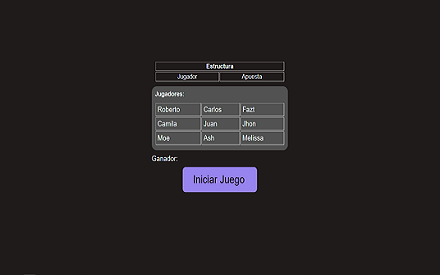 Estructura
Jugador Apuesta
Jugadores:
Roberto Carlos Fazt
Camila Juan Jhon
Moe Ash Melissa
Ganador:
Iniciar Juego